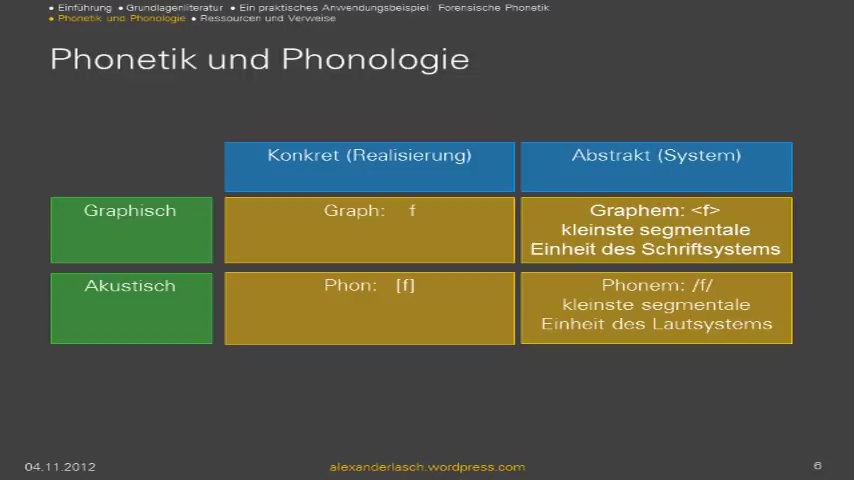 • Einführung • Grundlagenliteratur • Ein praktisches Anwendungsbeispiel: Forensische Phonetik
• Phonetik und Phonologie • Ressourcen und Verweise
Phonetik und Phonologie
Konkret (Realisierung)
Abstrakt (System)
Graphisch
Graph: f
Graphem: <f>
kleinste segmentale
Einheit des Schriftsystems
Akustisch
Phon: [f]
Phonem: /f/
kleinste segmentale
Einheit des Lautsystems
04.11.2012
alexanderlasch.wordpress.com
6